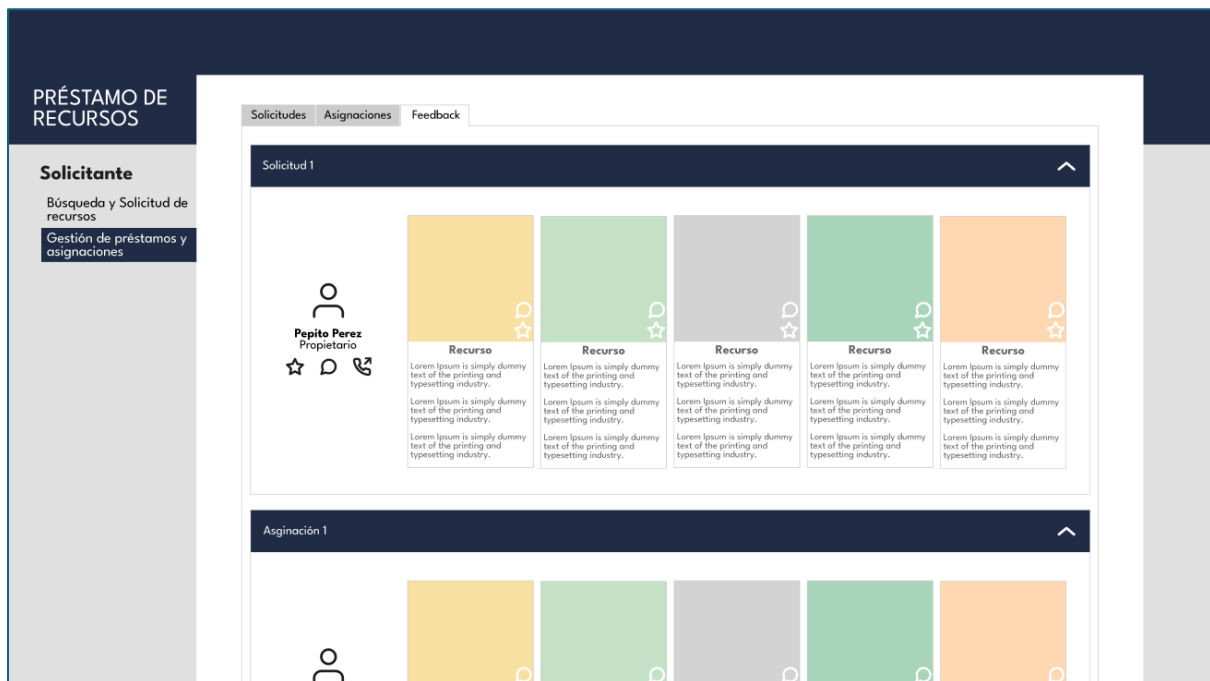 PRÉSTAMO DE
RECURSOS
Solicitante
Búsqueda y Solicitud de
recursos
Gestión de préstamos y
asignaciones
Solicitudes
Asignaciones
Feedback
Solicitud 1
Pepito Perez
Propietario
Recurso
Lorem Ipsum is simply dummy
text of the printing and
typesetting industry.
Lorem Ipsum is simply dummy
text of the printing and
typesetting industry.
Lorem Ipsum is simply dummy
text of the printing and
typesetting industry.
Recurso
Lorem Ipsum is simply dummy
text of the printing and
typesetting industry.
Lorem Ipsum is simply dummy
text of the printing and
typesetting industry.
Lorem Ipsum is simply dummy
text of the printing and
typesetting industry.
Recurso
Lorem Ipsum is simply dummy
text of the printing and
typesetting industry.
Lorem Ipsum is simply dummy
text of the printing and
typesetting industry.
Lorem Ipsum is simply dummy
text of the printing and
typesetting industry.
Recurso
Lorem Ipsum is simply dummy
text of the printing and
typesetting industry.
Lorem Ipsum is simply dummy
text of the printing and
typesetting industry.
Lorem Ipsum is simply dummy
text of the printing and
typesetting industry.
Recurso
Lorem Ipsum is simply dummy
text of the printing and
typesetting industry.
Lorem Ipsum is simply dummy
text of the printing and
typesetting industry.
Lorem Ipsum is simply dummy
text of the printing and
typesetting industry.
Asginación 1